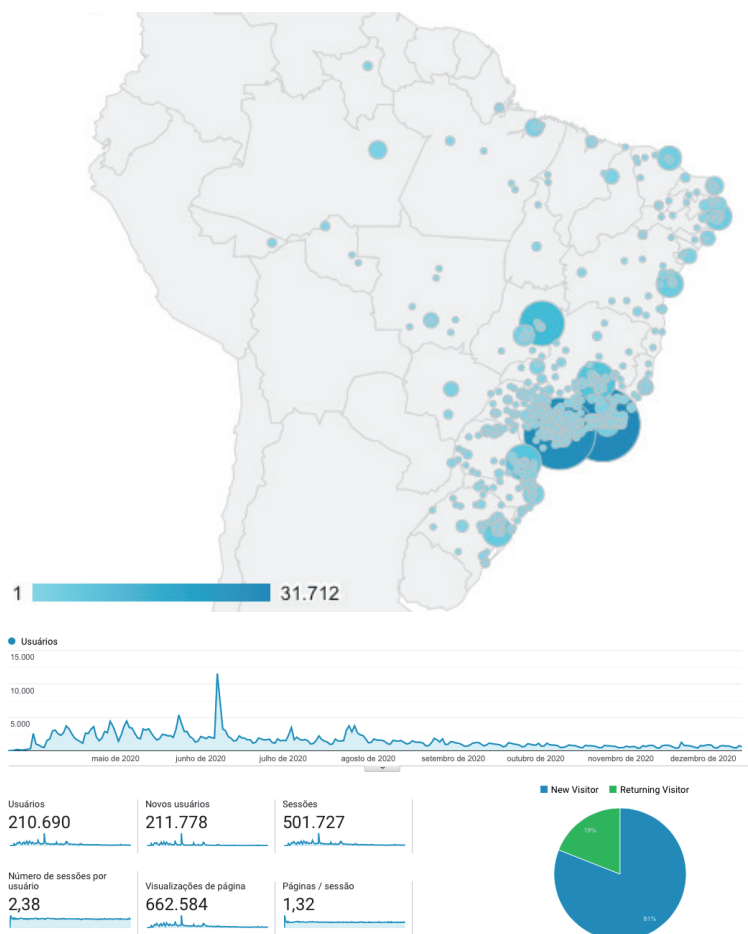 1
31.712
Usuários
15.000
10.000
5.000
maio de 2020 junho de 2020 julho de 2020 agosto de 2020 setembro de 2020 outubro de 2020 novembro de 2020 dezembro de 2020
New Visitor Returning Visitor
Usuários
210.690
Novos usuários
211.778
Sessões
501.727
Número de sessões por
usuário
2,38
Visualizações de página
662.584
Páginas / sessão
1,32
19%
81%